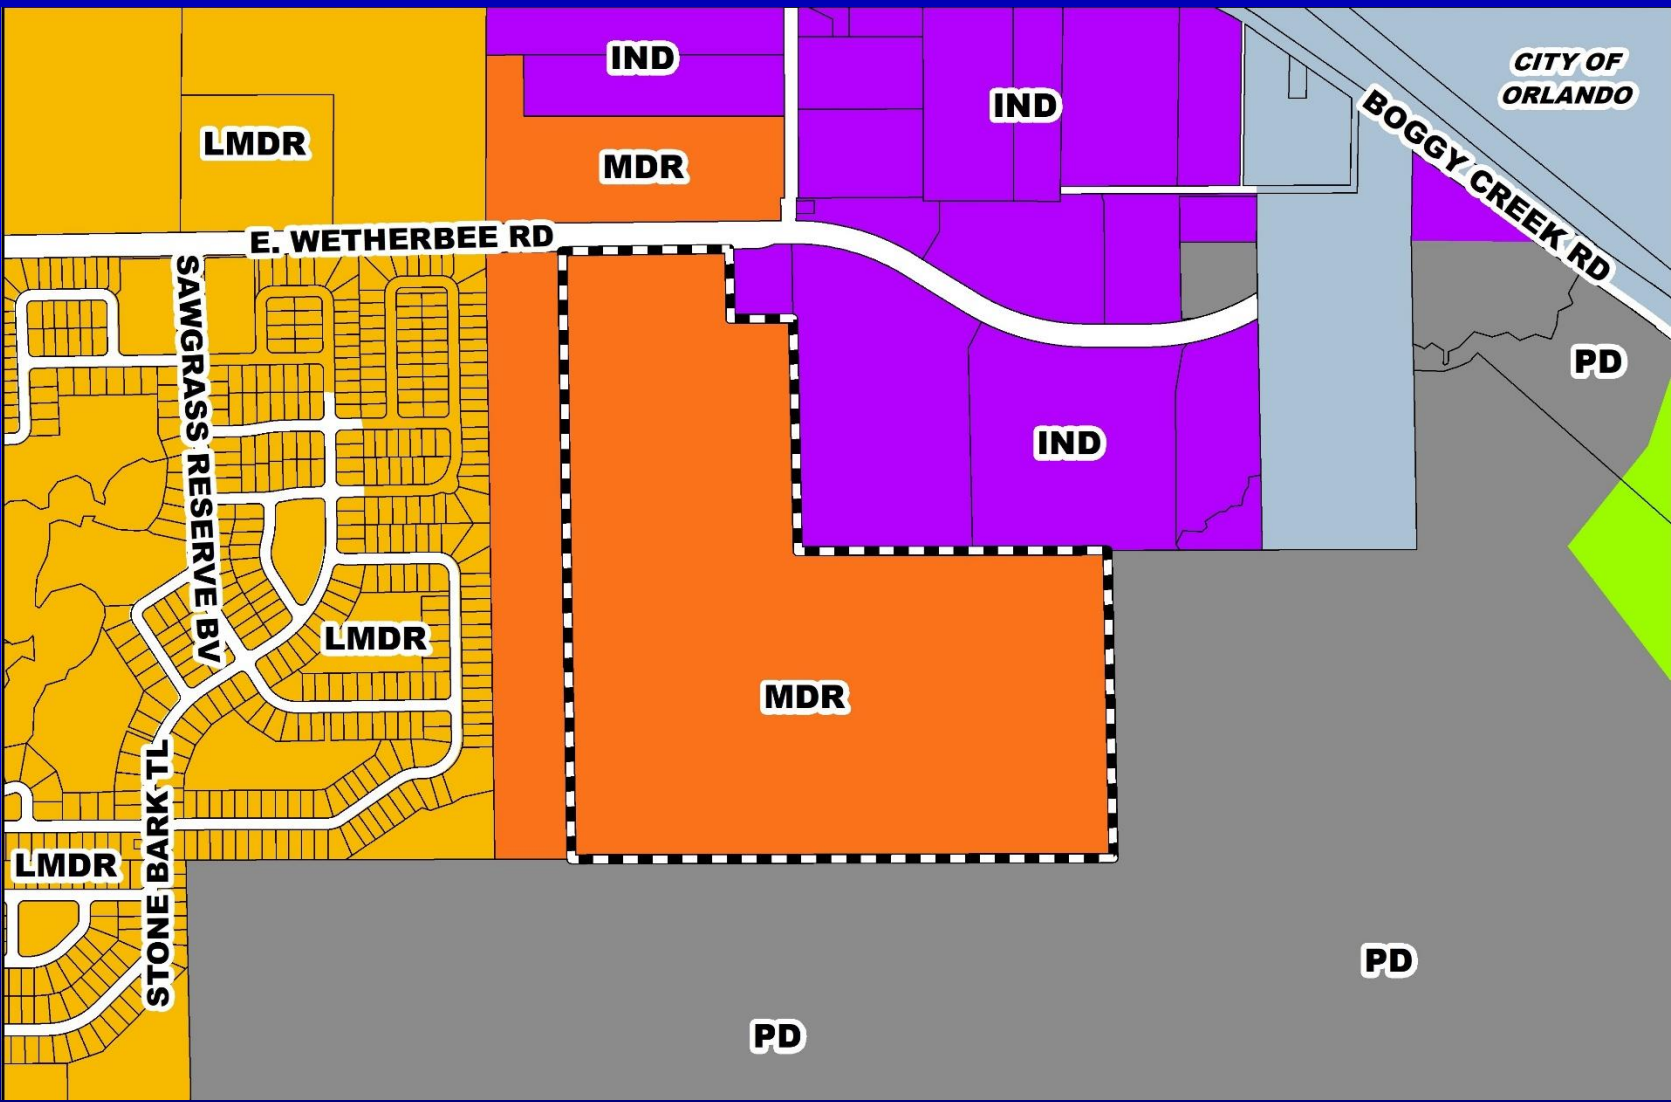 IND
CITY OF
ORLANDO
IND
BOGGY CREEK RD
LMDR
MDR
E. WETHERBEE RD
SAWGRASS RESERVE BV
PD
IND
LMDR
MDR
STONE BARK TL
LMDR
PD
PD